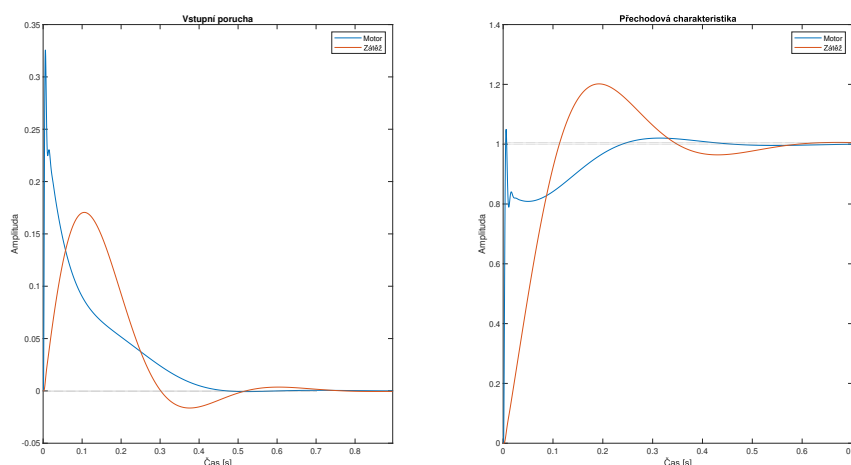 Vstupní porucha
Motor
Zátěž
0.35
0.3
0.25
0.2
0.15
0.1
0.05
0
-0.05
Amplituda
0 0.1 0.2 0.3 0.4 0.5 0.6 0.7 0.8
Čas [s]
Přechodová charakteristika
Motor
Zátěž
1.4
1.2
1
0.8
0.6
0.4
0.2
0
Amplituda
0 0.1 0.2 0.3 0.4 0.5 0.6 0.7
Čas [s]